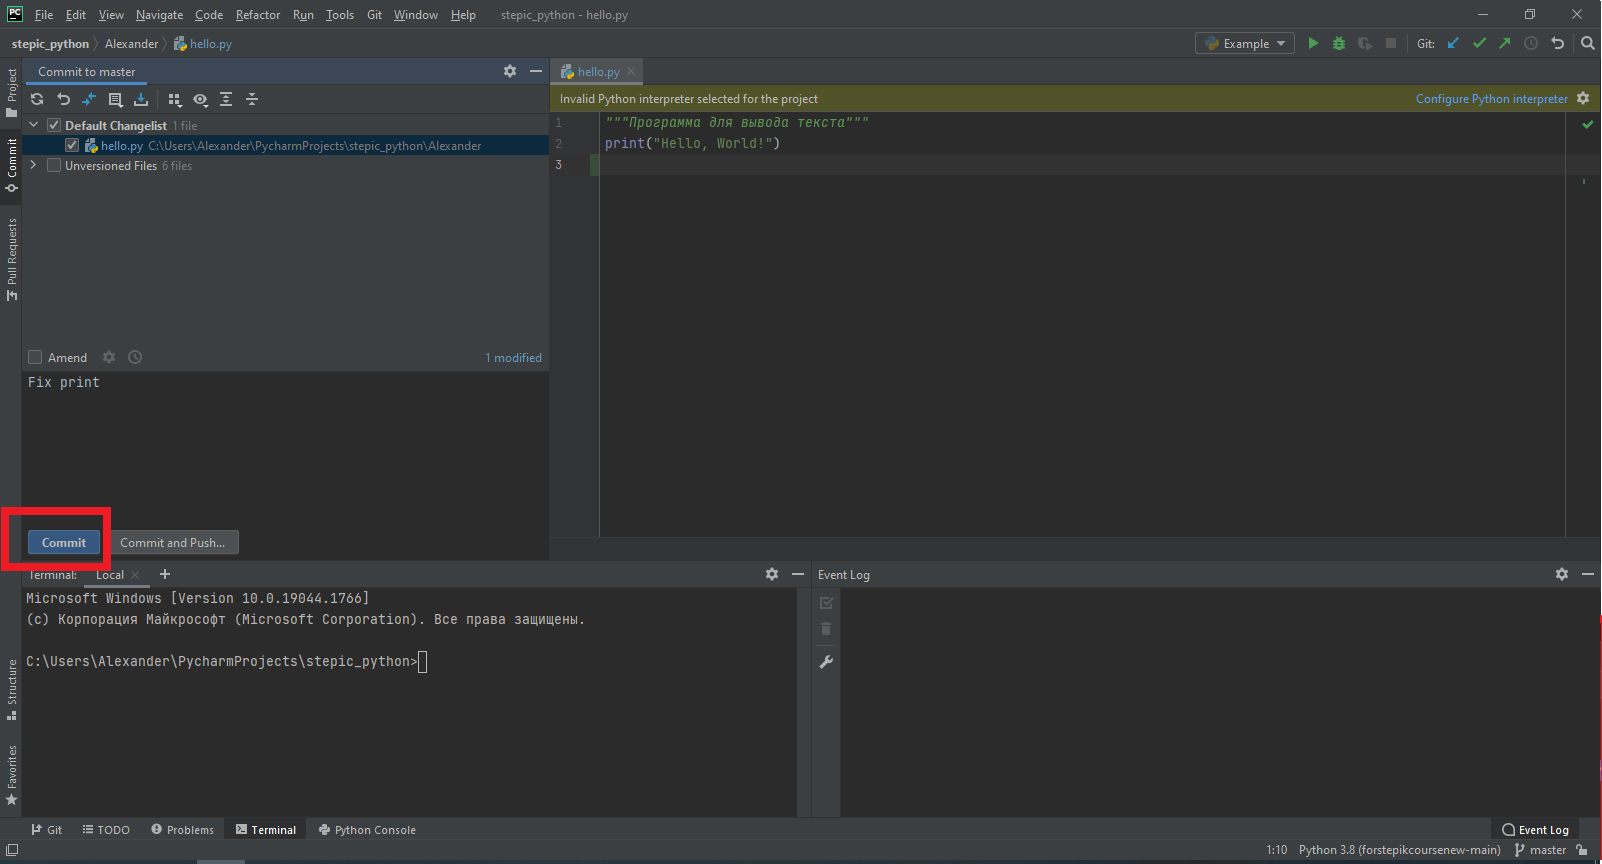 PC File Edit View Navigate Code Refactor Run Tools Git Window Help stepic_python - hello.py
stepic_python Alexander hello.py Example Git:
Project
Commit
Pull Requests
Structure
Favorites
Commit to master
Default Changelist 1 file
hello.py C:\Users\Alexander\PycharmProjects\stepic_python\Alexander
Unversioned Files 6 files
Amend 1 modified
Fix print
Commit Commit and Push...
hello.py
Invalid Python interpreter selected for the project Configure Python interpreter
1 """Программа для вывода текста"""
2 print("Hello, World!")
3
Terminal: Local
Microsoft Windows [Version 10.0.19044.1766]
(c) Корпорация Майкрософт (Microsoft Corporation). Все права защищены.
C:\Users\Alexander\PycharmProjects\stepic_python>
Event Log
Git TODO Problems Terminal Python Console Event Log
1:10 Python 3.8 (forstepikcoursenew-main) master